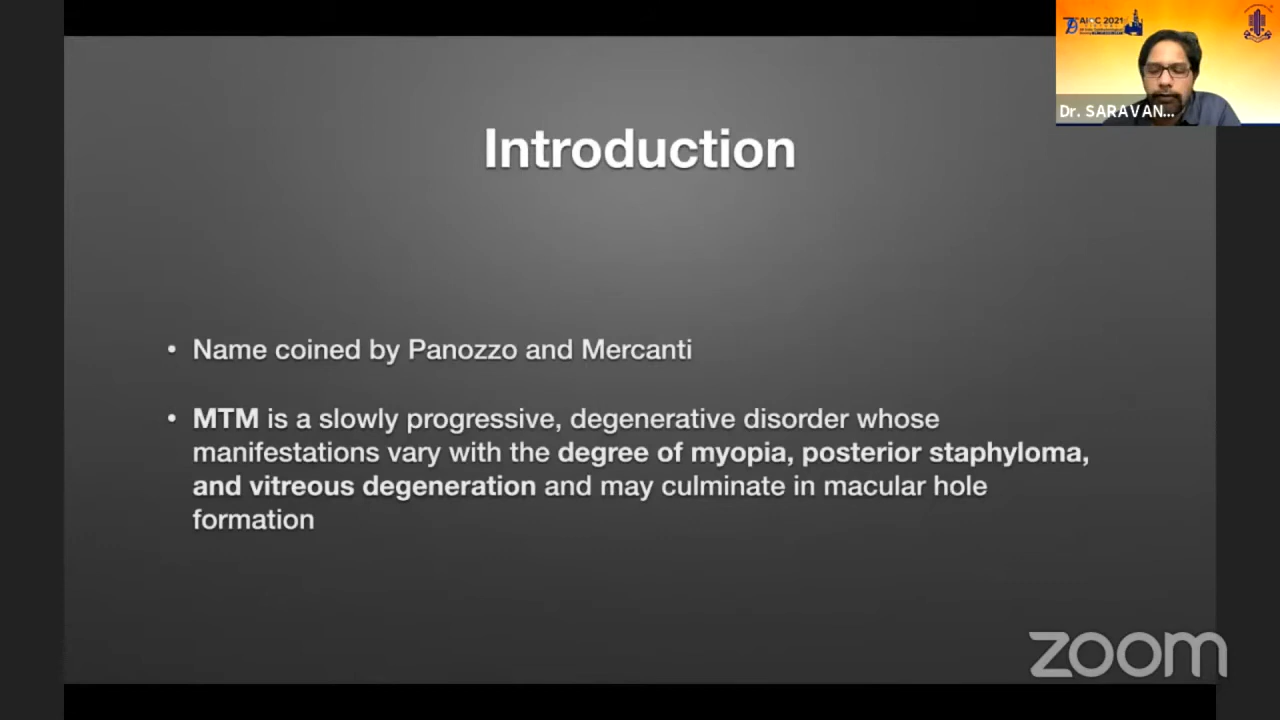 79 AIOC 2021
Dr. SARAVAN...
Introduction
• Name coined by Panozzo and Mercanti
• MTM is a slowly progressive, degenerative disorder whose
manifestations vary with the degree of myopia, posterior staphyloma,
and vitreous degeneration and may culminate in macular hole
formation
zoom